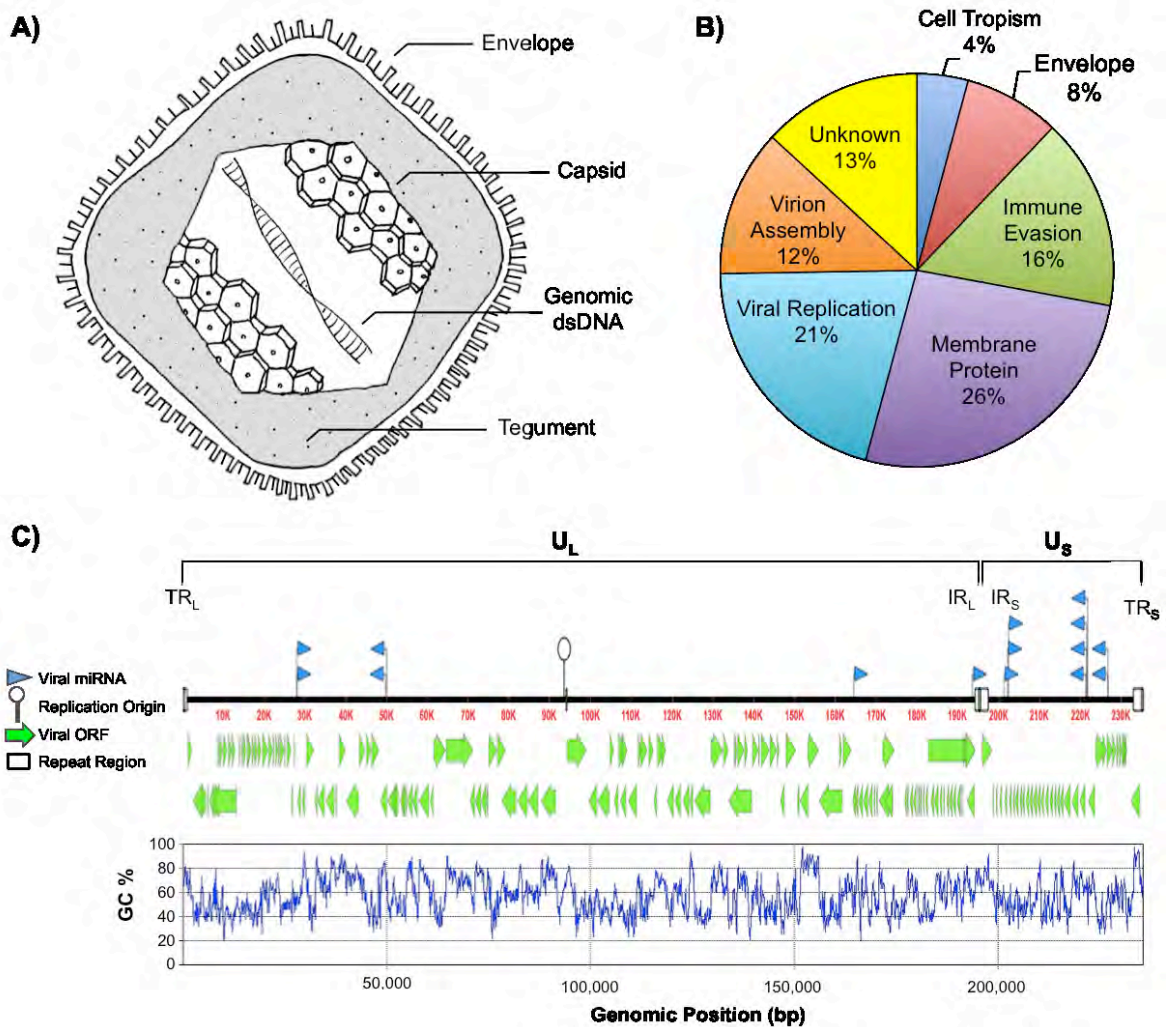 A)
Envelope
Capsid
Genomic
dsDNA
Tegument
B)
Cell Tropism
4%
Envelope
8%
Immune
Evasion
16%
Membrane
Protein
26%
Viral Replication
21%
Virion
Assembly
12%
Unknown
13%
C)
UL
US
TRL
IRL
IRS
TRS
Viral miRNA
Replication Origin
Viral ORF
Repeat Region
10K 20K 30K 40K 50K 60K 70K 80K 90K 100K 110K 120K 130K 140K 150K 160K 170K 180K 190K 200K 210K 220K 230K
GC %
100
80
60
40
20
0
50,000 100,000 150,000 200,000
Genomic Position (bp)